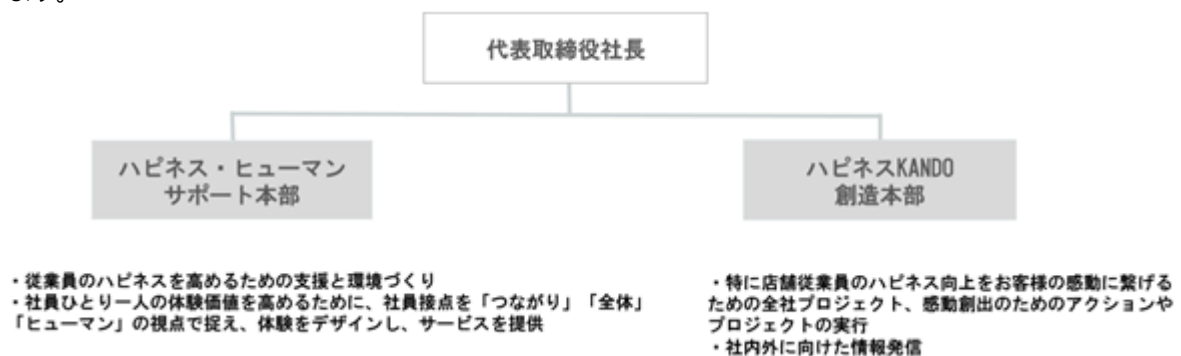 ます。
代表取締役社長
ハピネス・ヒューマン
サポート本部
ハピネスKANDO
創造本部
・従業員のハピネスを高めるための支援と環境づくり
・社員ひとり一人の体験価値を高めるために、社員接点を「つながり」「全体」
「ヒューマン」の視点で捉え、体験をデザインし、サービスを提供
・特に店舗従業員のハピネス向上をお客様の感動に繋げる
ための全社プロジェクト、感動創出のためのアクションや
プロジェクトの実行
・社内外に向けた情報発信